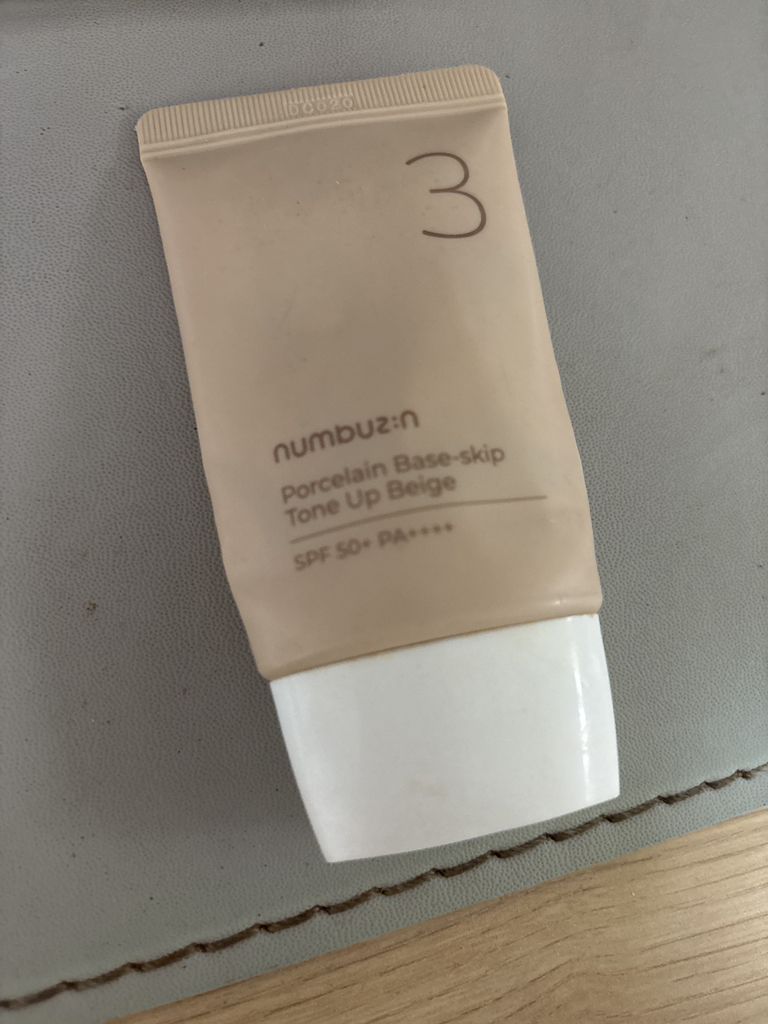 3
numbuz:n
Porcelain Base-skip
Tone Up Beige
SPF 50+ PA++++